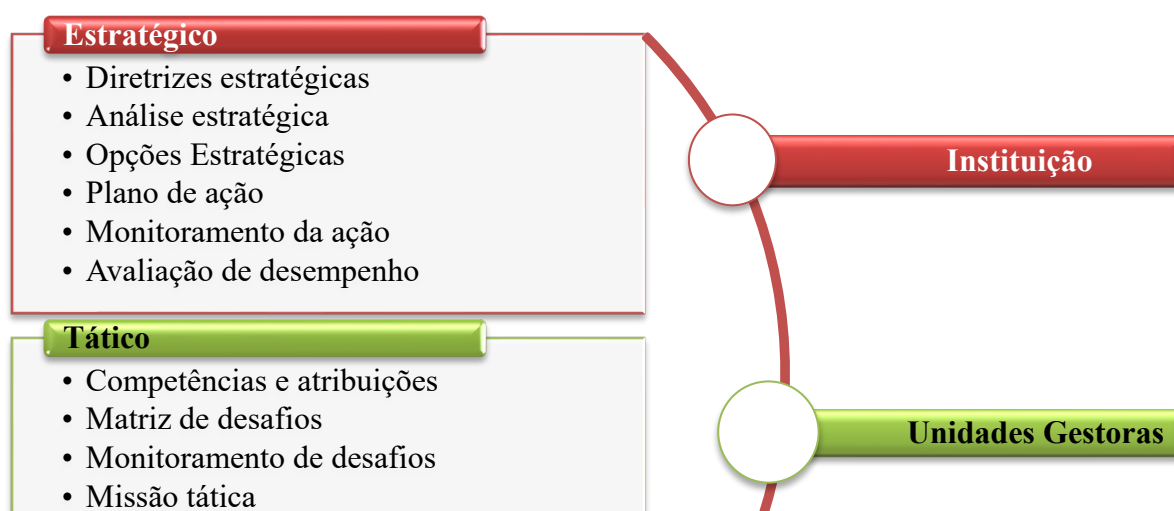 Estratégico
• Diretrizes estratégicas
• Análise estratégica
• Opções Estratégicas
• Plano de ação
• Monitoramento da ação
• Avaliação de desempenho
Instituição
Tático
• Competências e atribuições
• Matriz de desafios
• Monitoramento de desafios
• Missão tática
Unidades Gestoras